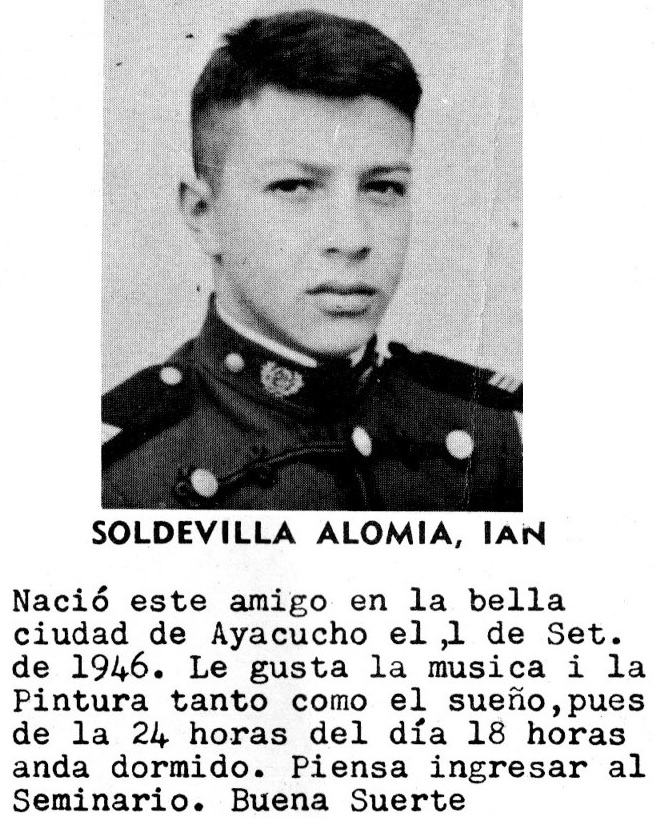 SOLDEVILLA ALOMIA, IAN
Nació este amigo en la bella
ciudad de Ayacucho el ,1 de Set.
de 1946. Le gusta la musica i la
Pintura tanto como el sueño,pues
de la 24 horas del día 18 horas
anda dormido. Piensa ingresar al
Seminario. Buena Suerte